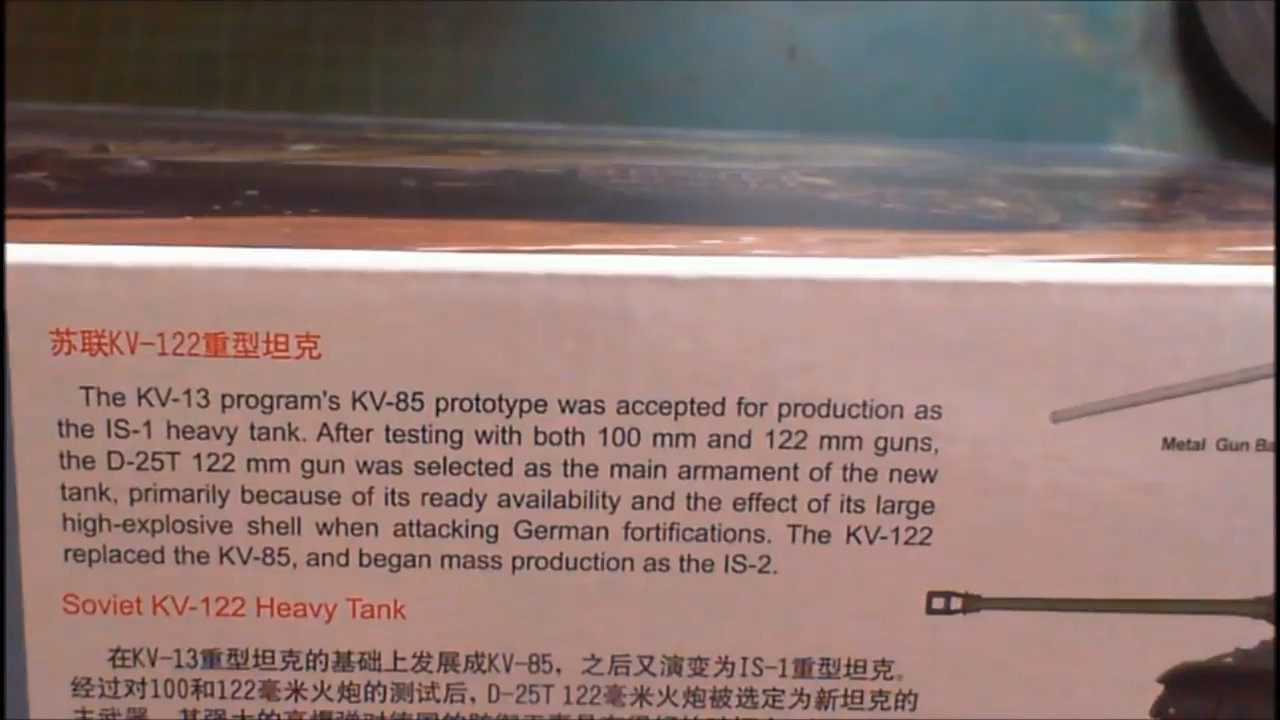 苏联KV-122重型坦克
The KV-13 program's KV-85 prototype was accepted for production as
the IS-1 heavy tank. After testing with both 100 mm and 122 mm guns,
the D-25T 122 mm gun was selected as the main armament of the new
tank, primarily because of its ready availability and the effect of its large
high-explosive shell when attacking German fortifications. The KV-122
replaced the KV-85, and began mass production as the IS-2.
Metal Gun
Soviet KV-122 Heavy Tank
在KV-13重型坦克的基础上发展成KV-85，之后又演变为IS-1重型坦克。
经过对100和122毫米火炮的测试后，D-25T 122毫米火炮被选定为新坦克的